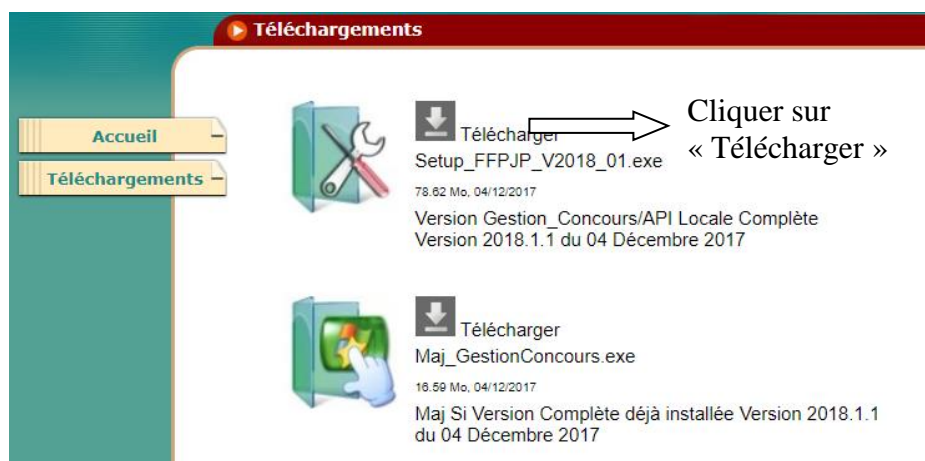 Téléchargements
Accueil
Téléchargements
Télécharger
Setup_FFPJP_V2018_01.exe
78.62 Mo, 04/12/2017
Version Gestion_Concours/API Locale Complète
Version 2018.1.1 du 04 Décembre 2017
Cliquer sur
« Télécharger »
Télécharger
Maj_GestionConcours.exe
16.59 Mo, 04/12/2017
Maj Si Version Complète déjà installée Version 2018.1.1
du 04 Décembre 2017